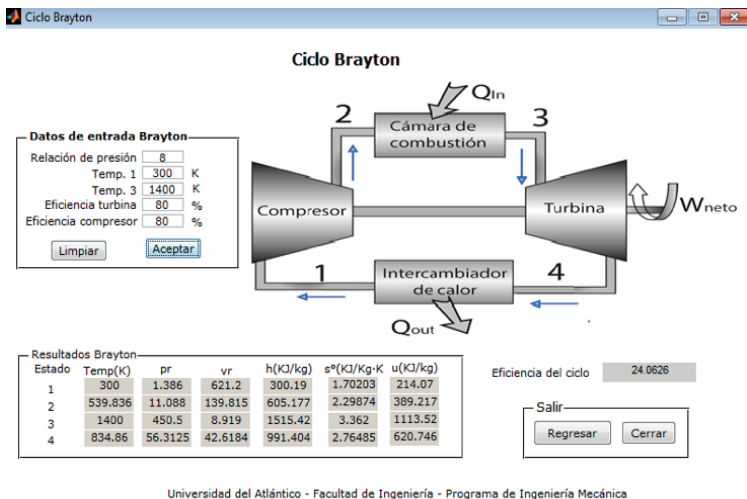 Ciclo Brayton
Ciclo Brayton
Datos de entrada Brayton
Relación de presión 8
Temp. 1 300 K
Temp. 3 1400 K
Eficiencia turbina 80 %
Eficiencia compresor 80 %
Limpiar Aceptar
QIn
2
Cámara de
combustión
3
Compresor
Turbina
Wneto
1
Intercambiador
de calor
4
Qout
Resultados Brayton
Estado Temp(K) pr vr h(KJ/kg) sº(KJ/Kg·K u(KJ/kg)
1 300 1.386 621.2 300.19 1.70203 214.07
2 539.836 11.088 139.815 605.177 2.29874 389.217
3 1400 450.5 8.919 1515.42 3.362 1113.52
4 834.86 56.3125 42.6184 991.404 2.76485 620.746
Eficiencia del ciclo 24.0626
Salir
Regresar Cerrar
Universidad del Atlántico - Facultad de Ingeniería - Programa de Ingeniería Mecánica